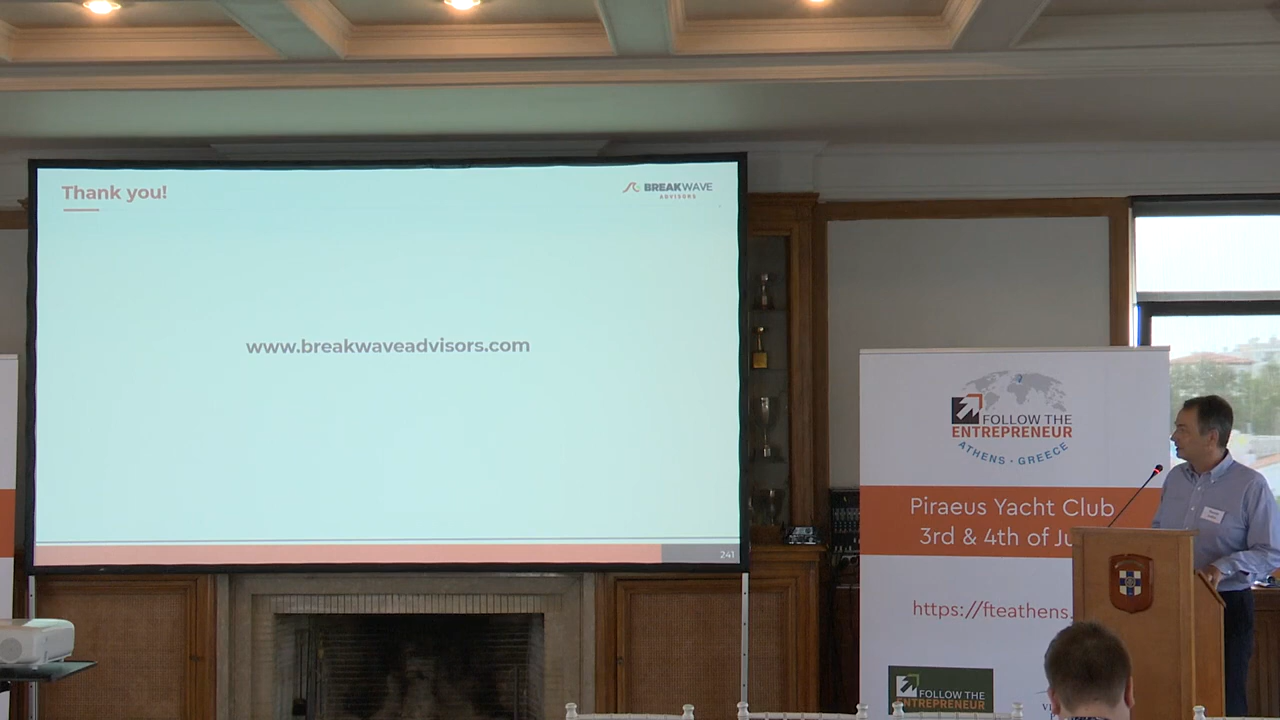 Thank you!
BREAKWAVE
ADVISORS
www.breakwaveadvisors.com
241
FOLLOW THE
ENTREPRENEUR
ATHENS · GREECE
Piraeus Yacht Club
3rd & 4th of Ju
https://fteathens.
FOLLOW THE
ENTREPRENEUR